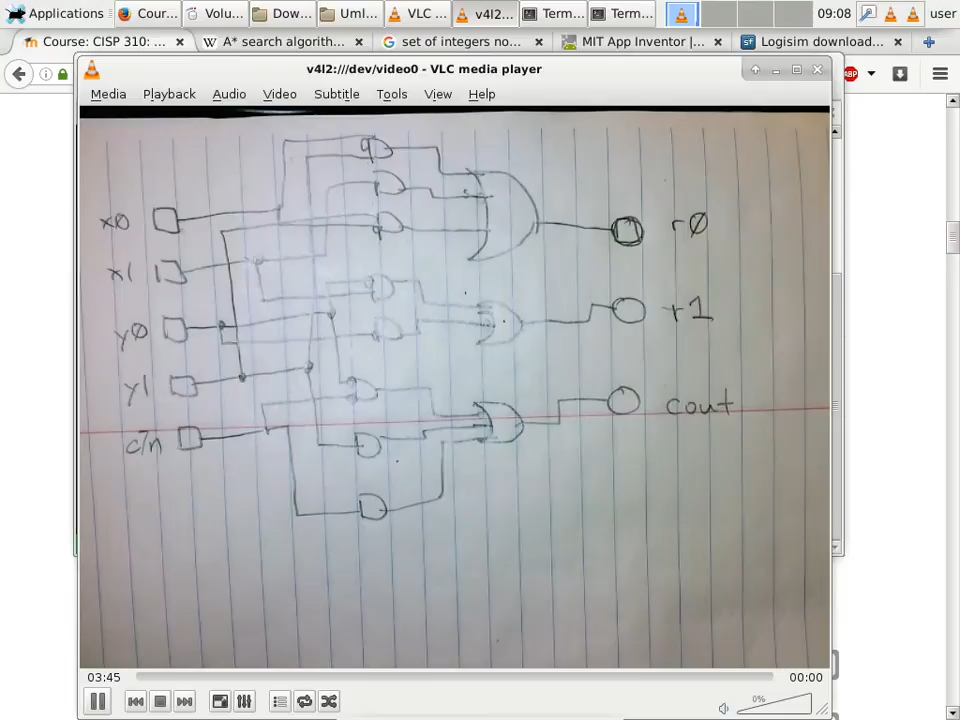 Applications
Cour...
Volu...
Dow...
Uml...
VLC ...
v4l2...
Term...
Term...
09:08
user
Course: CISP 310: ...
A* search algorith...
set of integers no...
MIT App Inventor | ...
Logisim download...
v4l2:///dev/video0 - VLC media player
ABP
Media Playback Audio Video Subtitle Tools View Help
x0
r0
x1
y0
r1
y1
cout
cin
03:45
00:00
0%